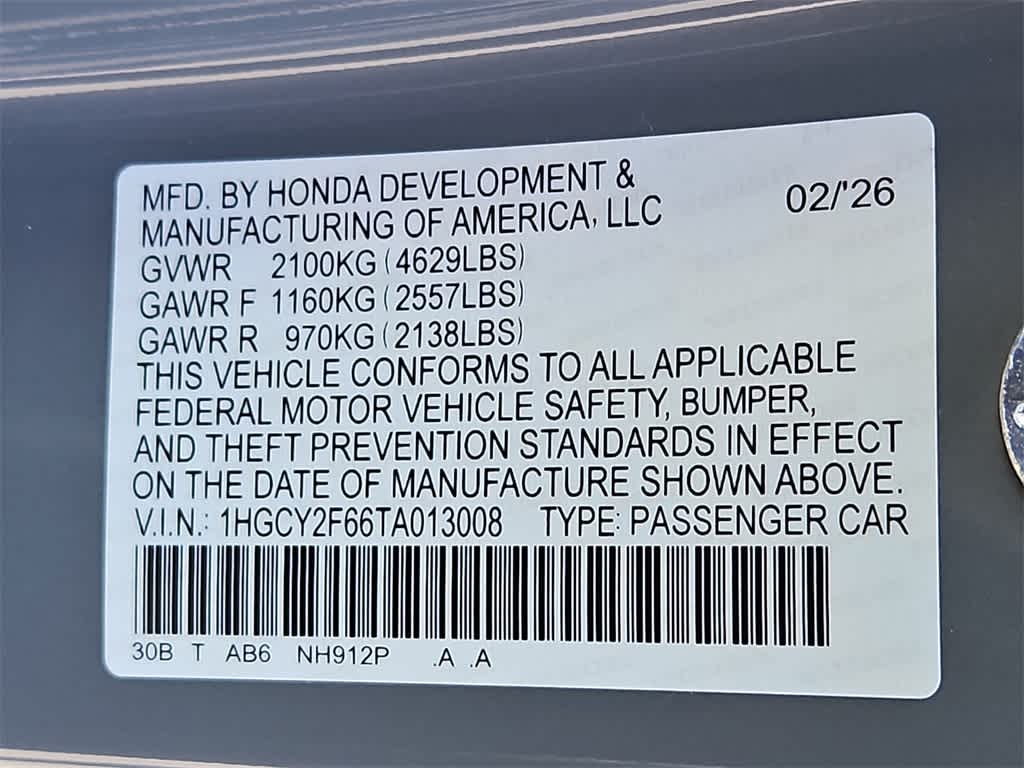 MFD. BY HONDA DEVELOPMENT &
MANUFACTURING OF AMERICA, LLC 02/'26
GVWR 2100KG (4629LBS)
GAWR F 1160KG (2557LBS)
GAWR R 970KG (2138LBS)
THIS VEHICLE CONFORMS TO ALL APPLICABLE
FEDERAL MOTOR VEHICLE SAFETY, BUMPER,
AND THEFT PREVENTION STANDARDS IN EFFECT
ON THE DATE OF MANUFACTURE SHOWN ABOVE.
V.I.N.: 1HGCY2F66TA013008 TYPE: PASSENGER CAR
30B T AB6 NH912P .A .A